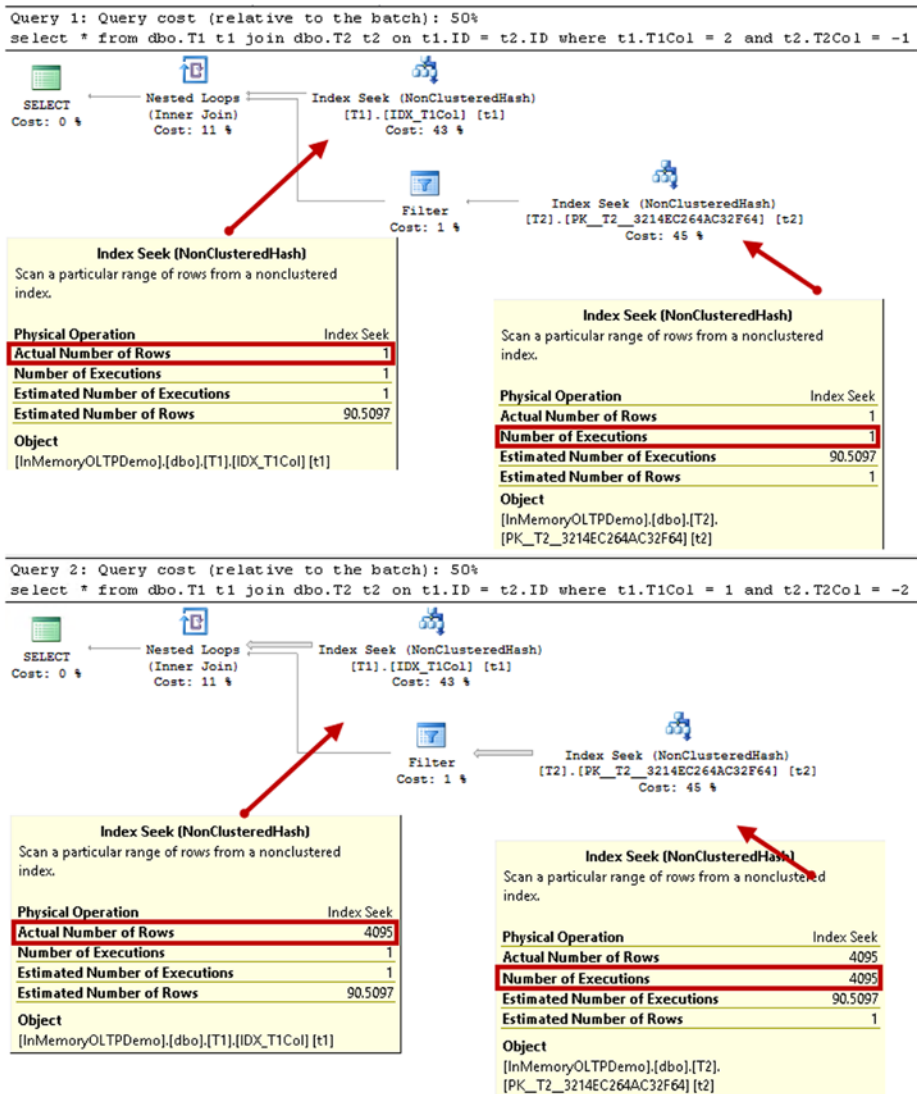 Query 1: Query cost (relative to the batch): 50%
select * from dbo.T1 t1 join dbo.T2 t2 on t1.ID = t2.ID where t1.T1Col = 2 and t2.T2Col = -1
SELECT
Cost: 0 %
Nested Loops
(Inner Join)
Cost: 11 %
Index Seek (NonClusteredHash)
[T1].[IDX_T1Col] [t1]
Cost: 43 %
Filter
Cost: 1 %
Index Seek (NonClusteredHash)
[T2].[PK__T2__3214EC264AC32F64] [t2]
Cost: 45 %
Index Seek (NonClusteredHash)
Scan a particular range of rows from a nonclustered
index.
Physical Operation Index Seek
Actual Number of Rows 1
Number of Executions 1
Estimated Number of Executions 1
Estimated Number of Rows 90.5097
Object
[InMemoryOLTPDemo].[dbo].[T1].[IDX_T1Col] [t1]
Index Seek (NonClusteredHash)
Scan a particular range of rows from a nonclustered
index.
Physical Operation Index Seek
Actual Number of Rows 1
Number of Executions 1
Estimated Number of Executions 90.5097
Estimated Number of Rows 1
Object
[InMemoryOLTPDemo].[dbo].[T2].
[PK__T2__3214EC264AC32F64] [t2]
Query 2: Query cost (relative to the batch): 50%
select * from dbo.T1 t1 join dbo.T2 t2 on t1.ID = t2.ID where t1.T1Col = 1 and t2.T2Col = -2
SELECT
Cost: 0 %
Nested Loops
(Inner Join)
Cost: 11 %
Index Seek (NonClusteredHash)
[T1].[IDX_T1Col] [t1]
Cost: 43 %
Filter
Cost: 1 %
Index Seek (NonClusteredHash)
[T2].[PK__T2__3214EC264AC32F64] [t2]
Cost: 45 %
Index Seek (NonClusteredHash)
Scan a particular range of rows from a nonclustered
index.
Physical Operation Index Seek
Actual Number of Rows 4095
Number of Executions 1
Estimated Number of Executions 1
Estimated Number of Rows 90.5097
Object
[InMemoryOLTPDemo].[dbo].[T1].[IDX_T1Col] [t1]
Index Seek (NonClusteredHash)
Scan a particular range of rows from a nonclustered
index.
Physical Operation Index Seek
Actual Number of Rows 4095
Number of Executions 4095
Estimated Number of Executions 90.5097
Estimated Number of Rows 1
Object
[InMemoryOLTPDemo].[dbo].[T2].
[PK__T2__3214EC264AC32F64] [t2]